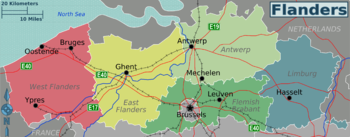 20 Kilometers
10 Miles
North Sea
Flanders
NETHERLANDS
E19
Bruges
Oostende
Antwerp
Antwerp
E40
Ghent
E40
Mechelen
Limburg
West Flanders
East
Flanders
Leuven
Flemish
Brabant
Hasselt
Ypres
E17
Brussels
E40
FRANCE